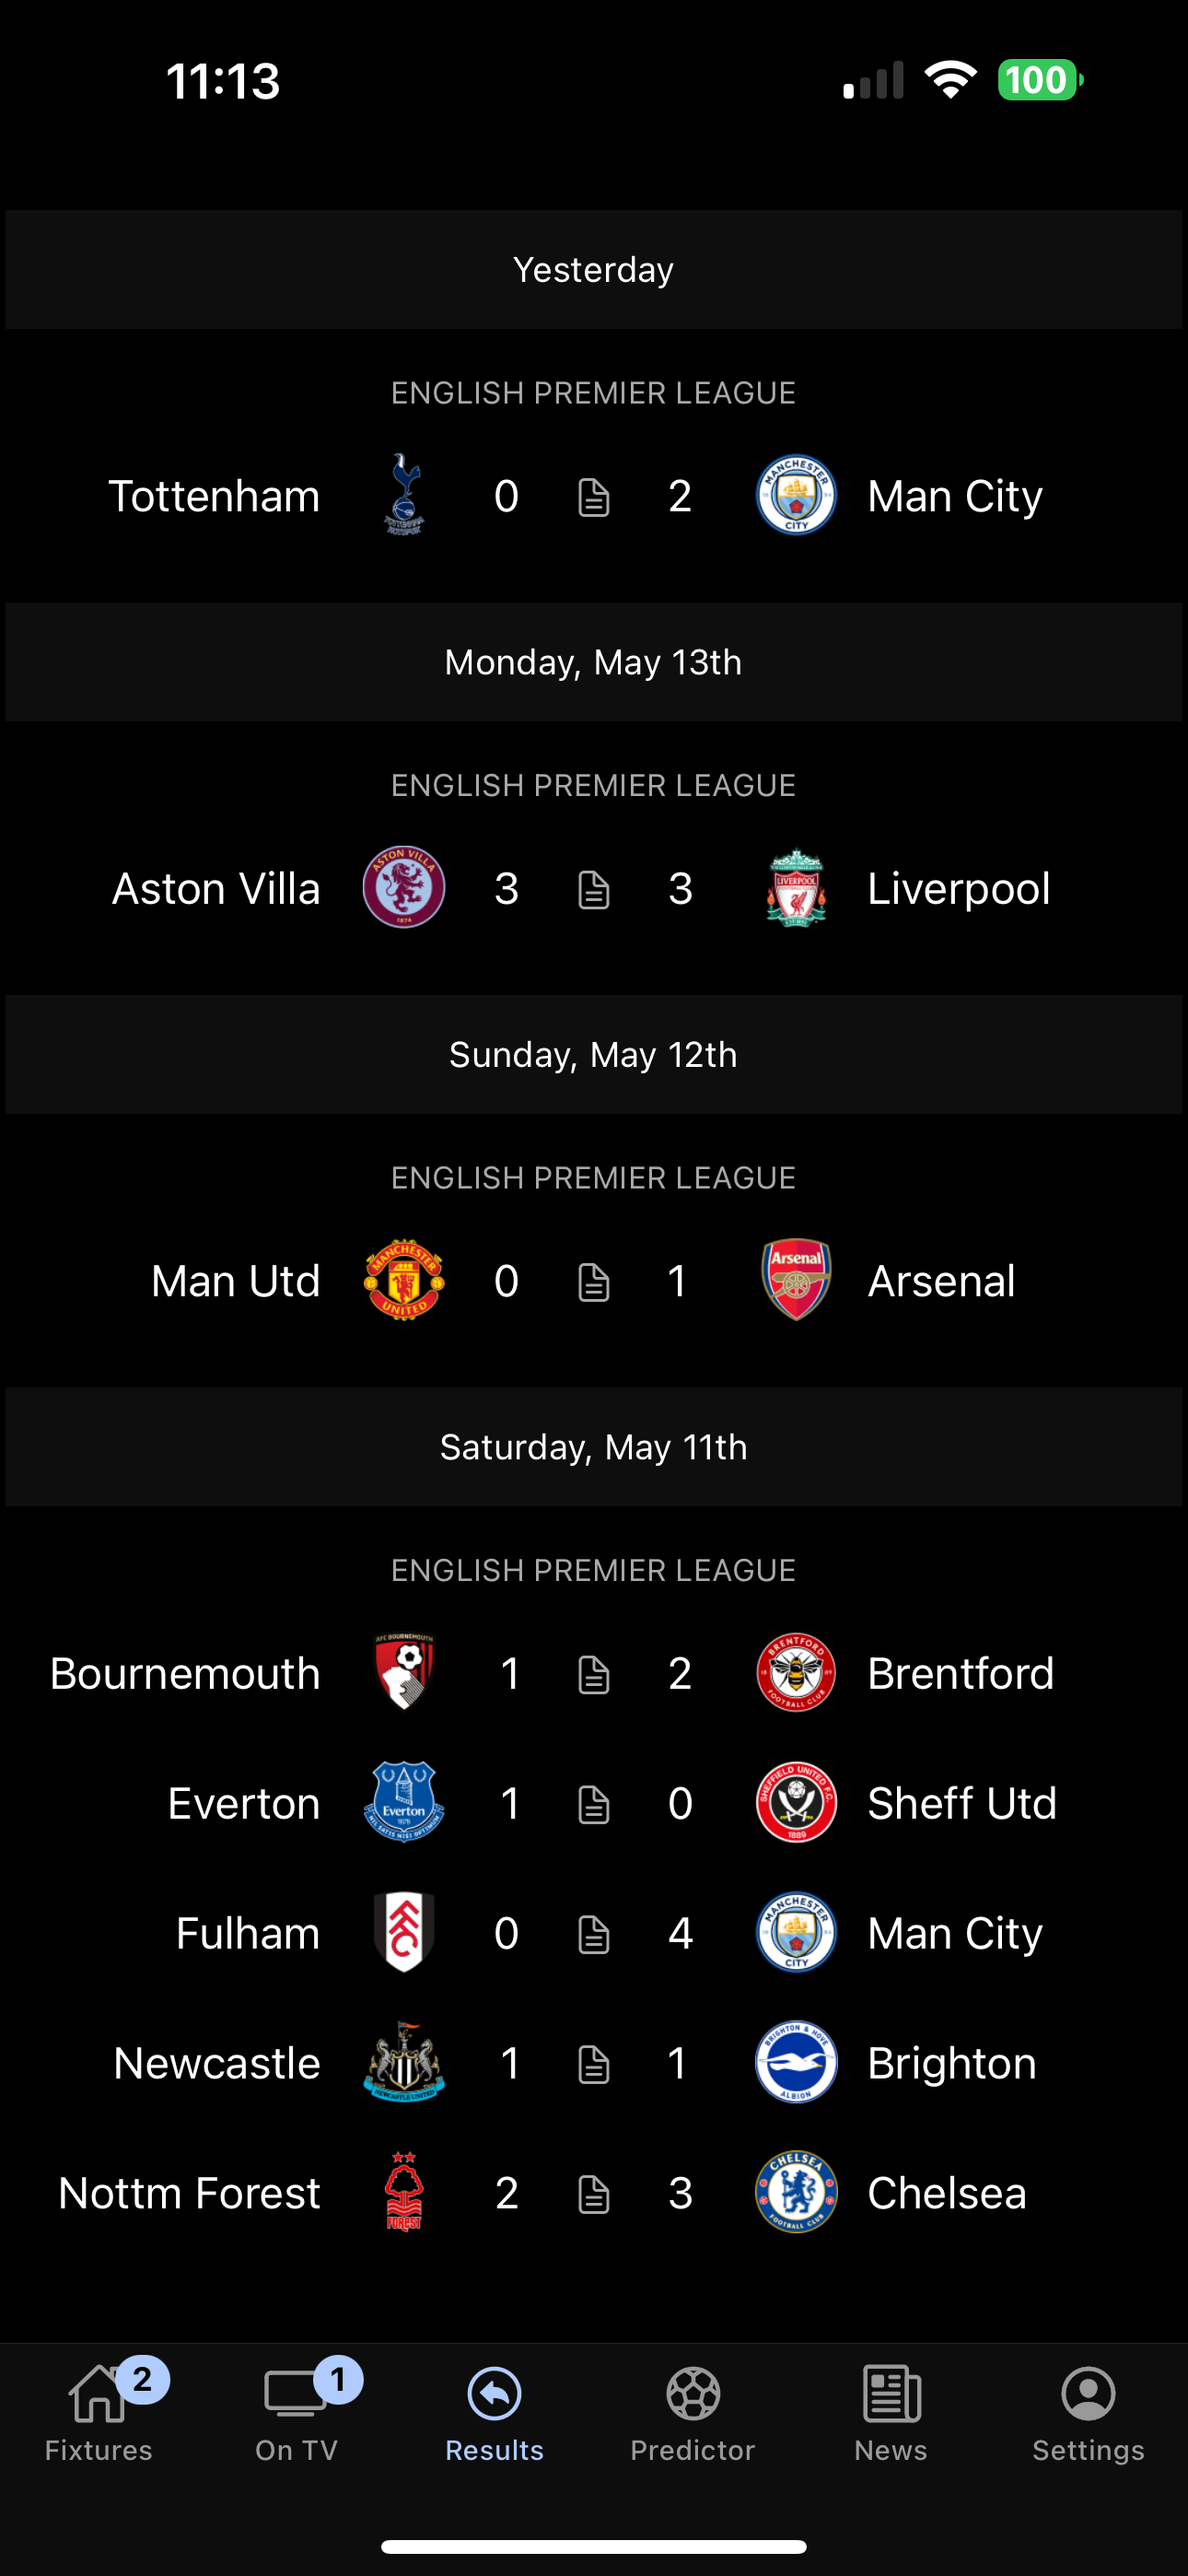 11:13
100
Yesterday
ENGLISH PREMIER LEAGUE
Tottenham 0 2 Man City
Monday, May 13th
ENGLISH PREMIER LEAGUE
Aston Villa 3 3 Liverpool
Sunday, May 12th
ENGLISH PREMIER LEAGUE
Man Utd 0 1 Arsenal
Saturday, May 11th
ENGLISH PREMIER LEAGUE
Bournemouth 1 2 Brentford
Everton 1 0 Sheff Utd
Fulham 0 4 Man City
Newcastle 1 1 Brighton
Nottm Forest 2 3 Chelsea
2 1
Fixtures On TV Results Predictor News Settings